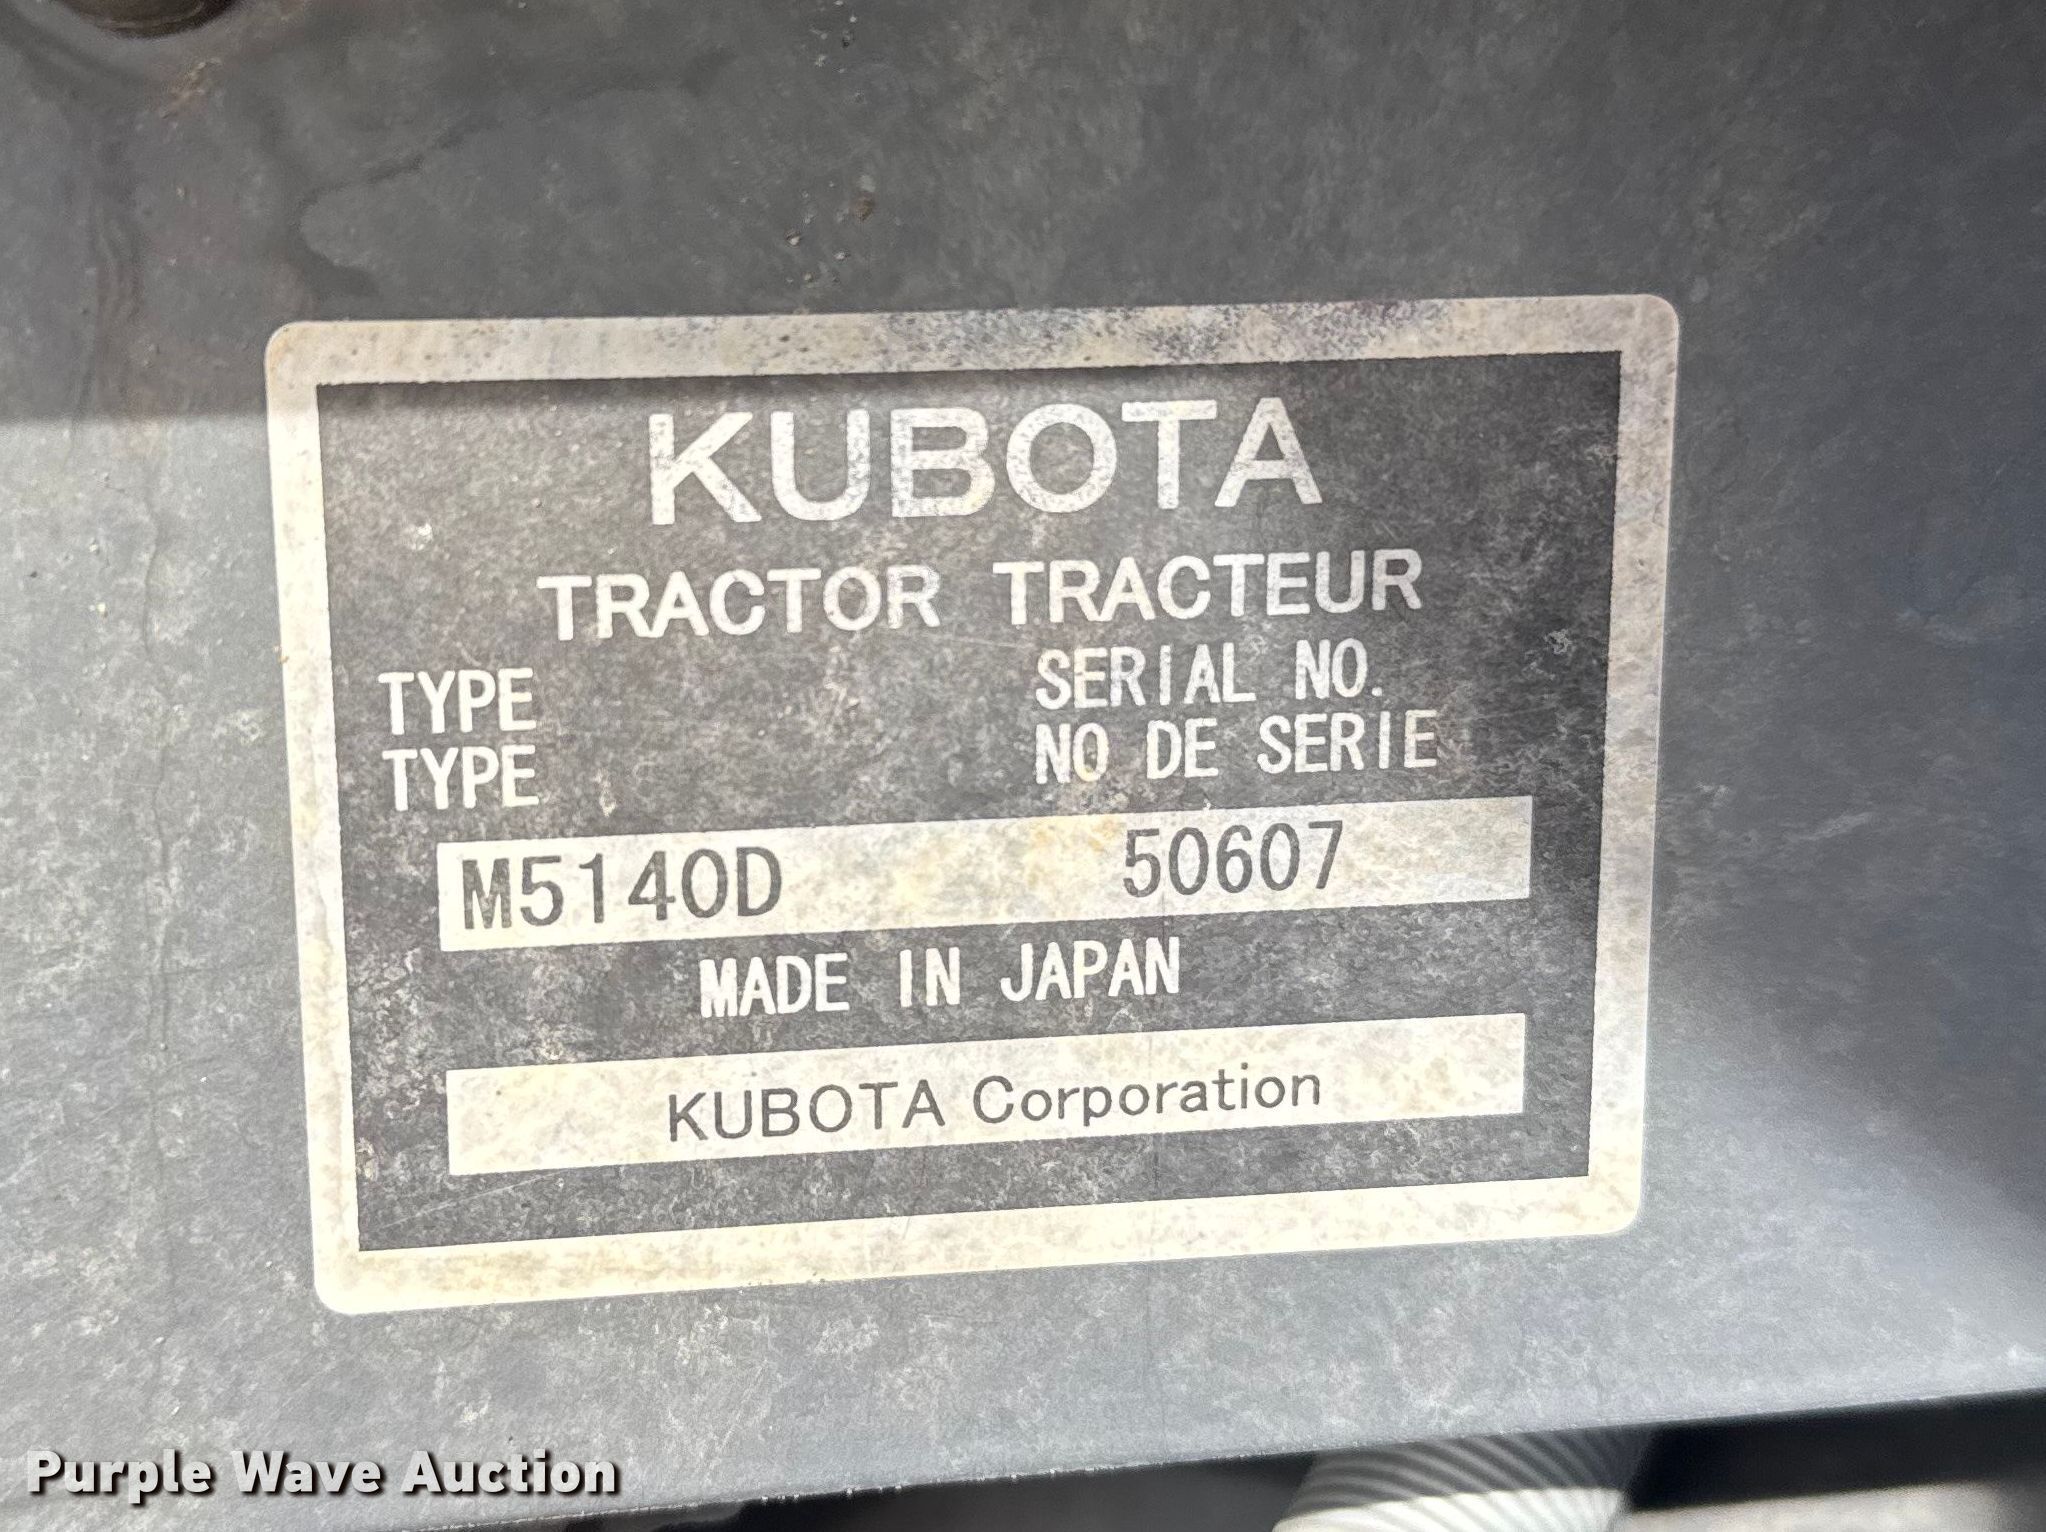 KUBOTA
TRACTOR TRACTEUR
TYPE SERIAL NO.
TYPE NO DE SERIE
M5140D 50607
MADE IN JAPAN
KUBOTA Corporation
Purple Wave Auction